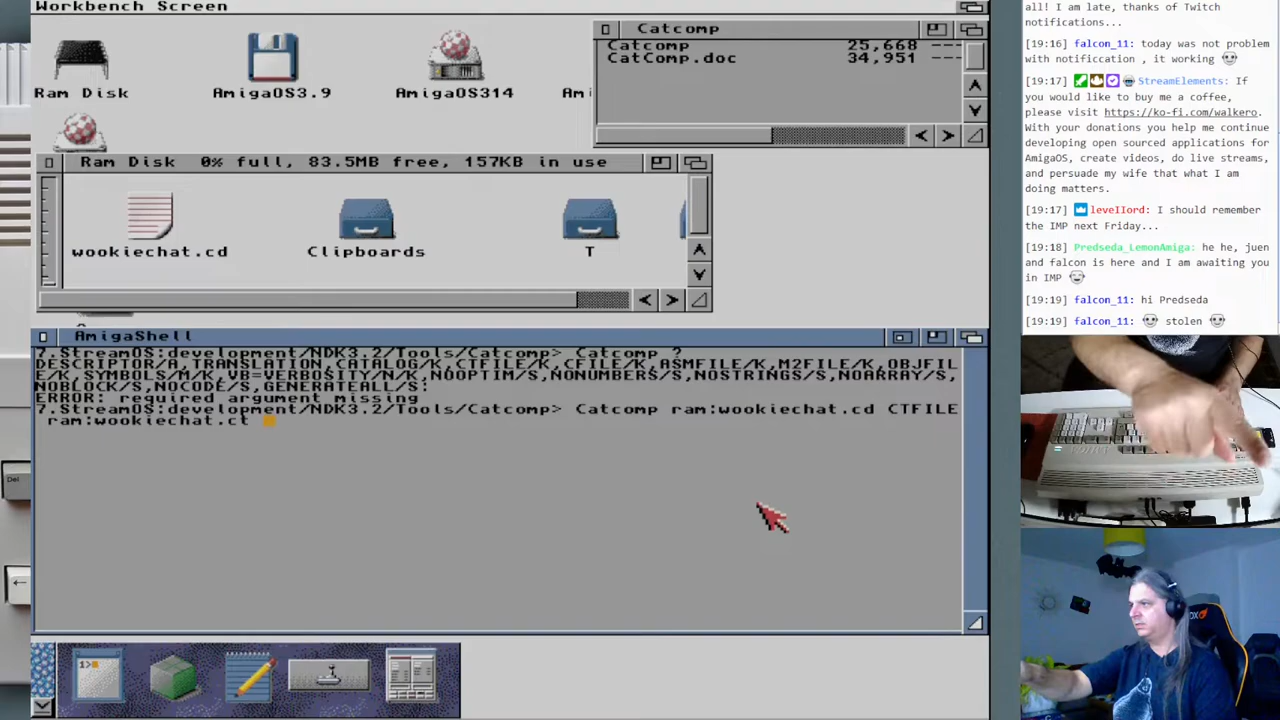 Workbench Screen
Ram Disk
AmigaOS3.9
AmigaOS314
Ami
Catcomp
Catcomp 25,668 ---
CatComp.doc 34,951 ---
Ram Disk 0% full, 83.5MB free, 157KB in use
wookiechat.cd
Clipboards
T
AmigaShell
7.StreamOS:development/NDK3.2/Tools/Catcomp> Catcomp ?
DESCRIPTOR/A,TRANSLATION,CATALOG/K,CTFILE/K,CFILE/K,ASMFILE/K,M2FILE/K,OBJFIL
E/K,SYMBOLS/M/K,VB=VERBOSITY/N/K,NOOPTIM/S,NONUMBERS/S,NOSTRINGS/S,NOARRAY/S,
NOBLOCK/S,NOCODE/S,GENERATEALL/S:
ERROR: required argument missing
7.StreamOS:development/NDK3.2/Tools/Catcomp> Catcomp ram:wookiechat.cd CTFILE
ram:wookiechat.ct
1>
Del
all! I am late, thanks of Twitch
notifications...
[19:16] falcon_11: today was not problem
with notificcation , it working
[19:17] StreamElements: If
you would like to buy me a coffee,
please visit https://ko-fi.com/walkero.
With your donations you help me continue
developing open sourced applications for
AmigaOS, create videos, do live streams,
and persuade my wife that what I am
doing matters.
[19:17] leveIIord: I should remember
the IMP next Friday...
[19:18] Predseda_LemonAmiga: he he, juen
and falcon is here and I am awaiting you
in IMP
[19:19] falcon_11: hi Predseda
[19:19] falcon_11: stolen